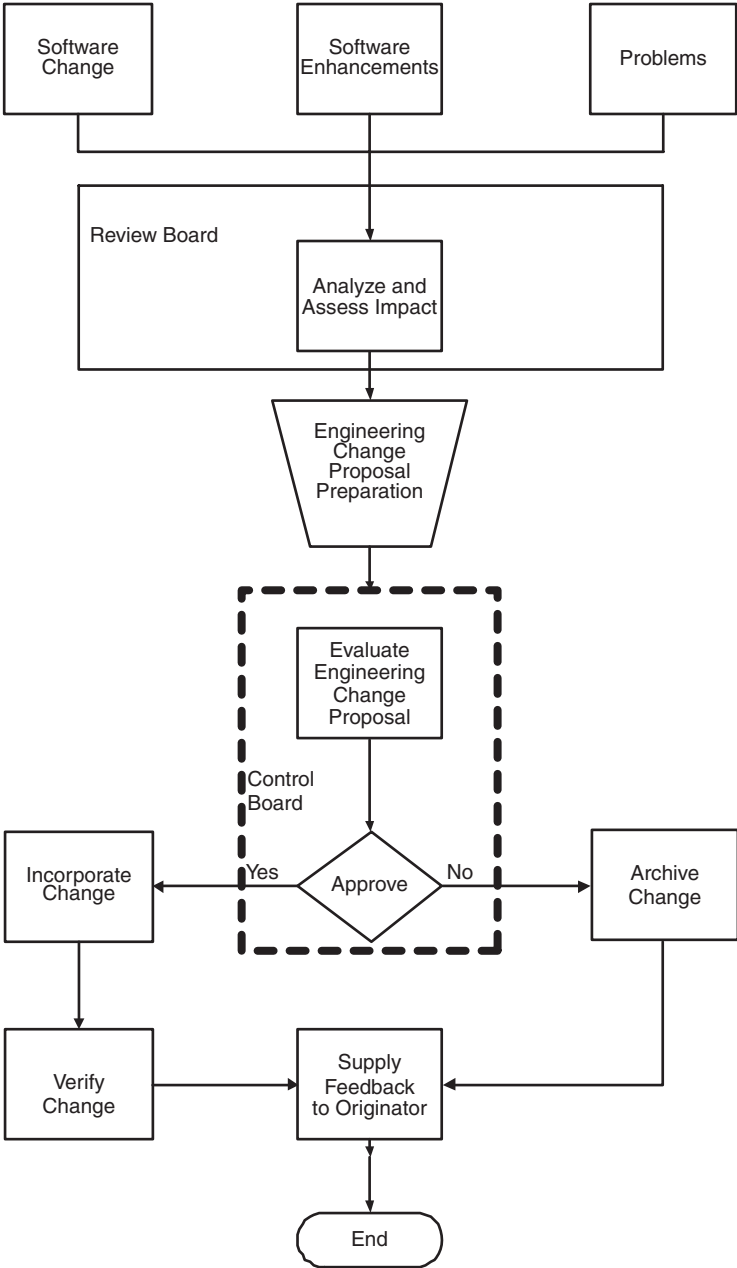 Software
Change
Software
Enhancements
Problems
Review Board
Analyze and
Assess Impact
Engineering
Change
Proposal
Preparation
Evaluate
Engineering
Change
Proposal
Control
Board
Yes
Approve
No
Incorporate
Change
Archive
Change
Verify
Change
Supply
Feedback
to Originator
End